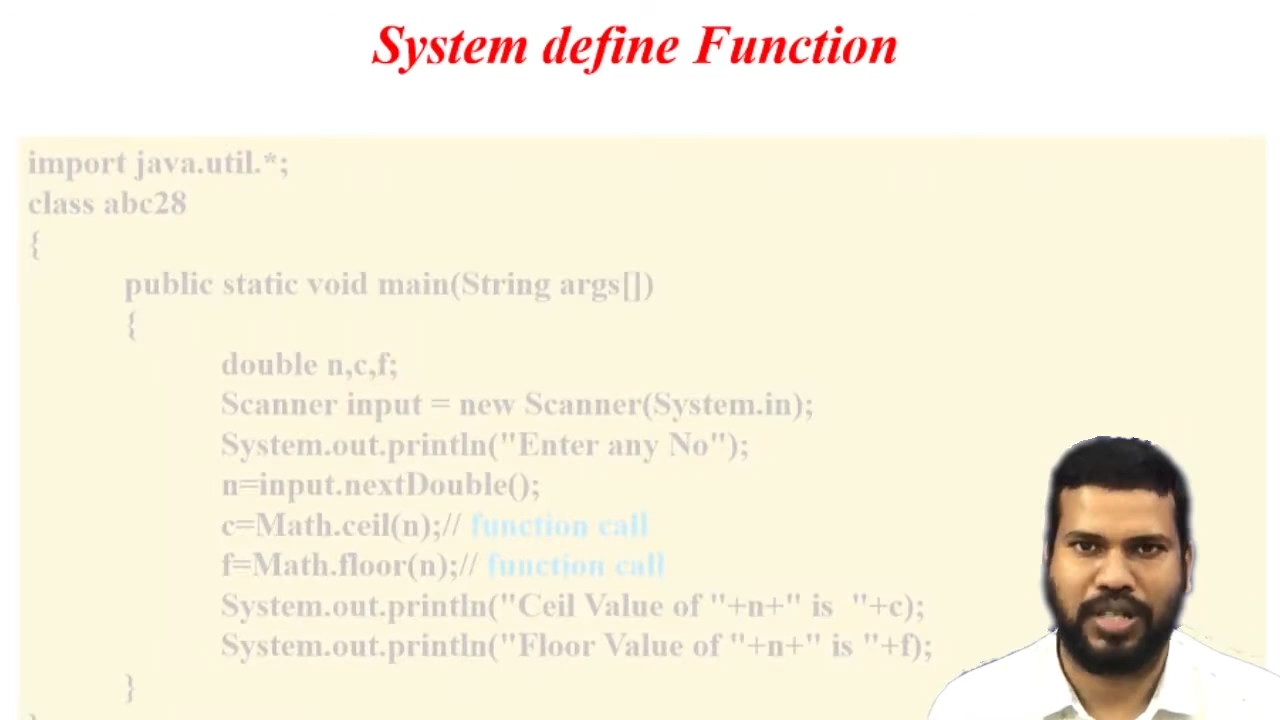 System define Function
import java.util.*;
class abc28
{
public static void main(String args[])
{
double n,c,f;
Scanner input = new Scanner(System.in);
System.out.println("Enter any No");
n=input.nextDouble();
c=Math.ceil(n);// function call
f=Math.floor(n);// function call
System.out.println("Ceil Value of "+n+" is  "+c);
System.out.println("Floor Value of "+n+" is "+f);
}
}